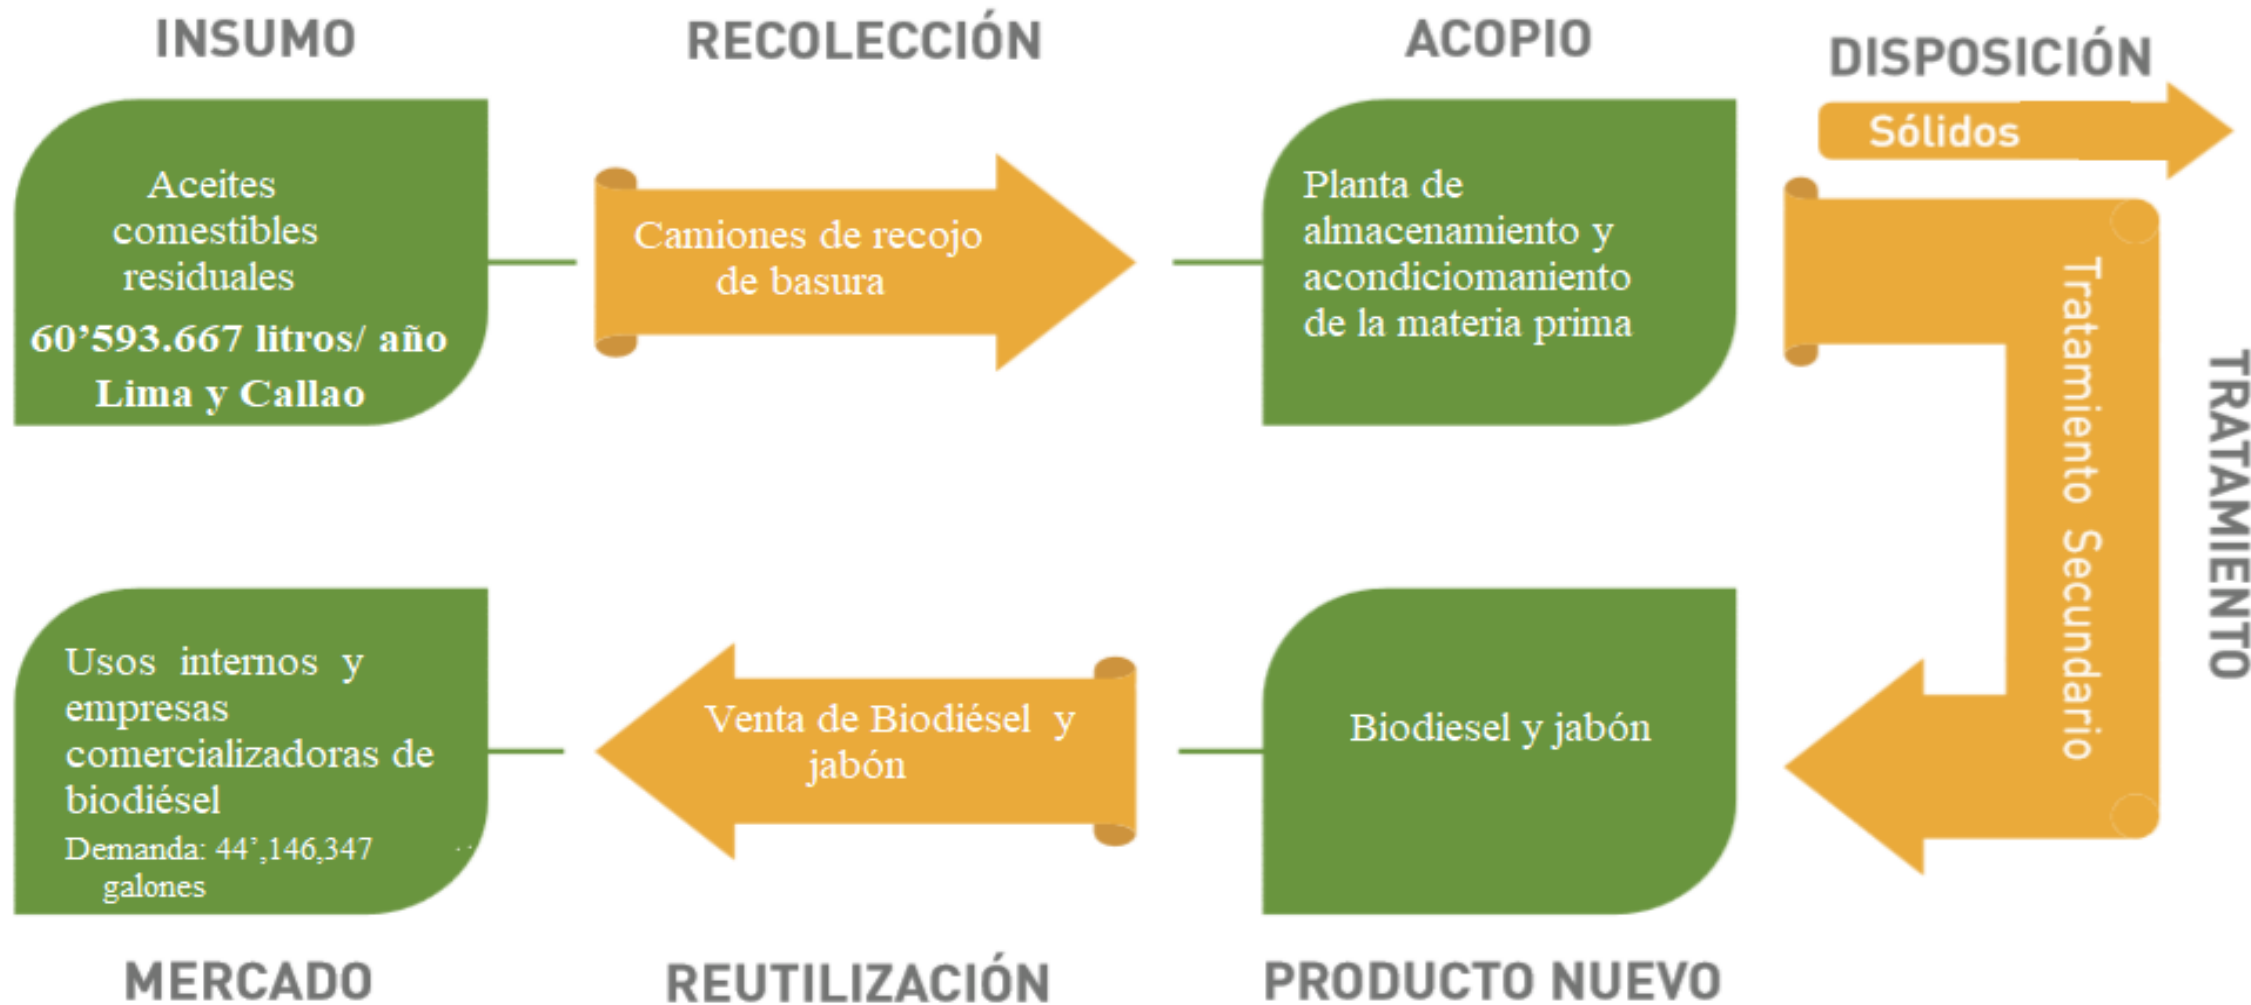 INSUMO
Aceites
comestibles
residuales
60’593.667 litros/ año
Lima y Callao
RECOLECCIÓN
Camiones de recojo
de basura
ACOPIO
Planta de
almacenamiento y
acondiciomaniento
de la materia prima
DISPOSICIÓN
Sólidos
Tratamiento Secundario
TRATAMIENTO
Biodiesel y jabón
PRODUCTO NUEVO
Venta de Biodiésel y
jabón
REUTILIZACIÓN
Usos internos y
empresas
comercializadoras de
biodiésel
Demanda: 44’,146,347
galones
MERCADO